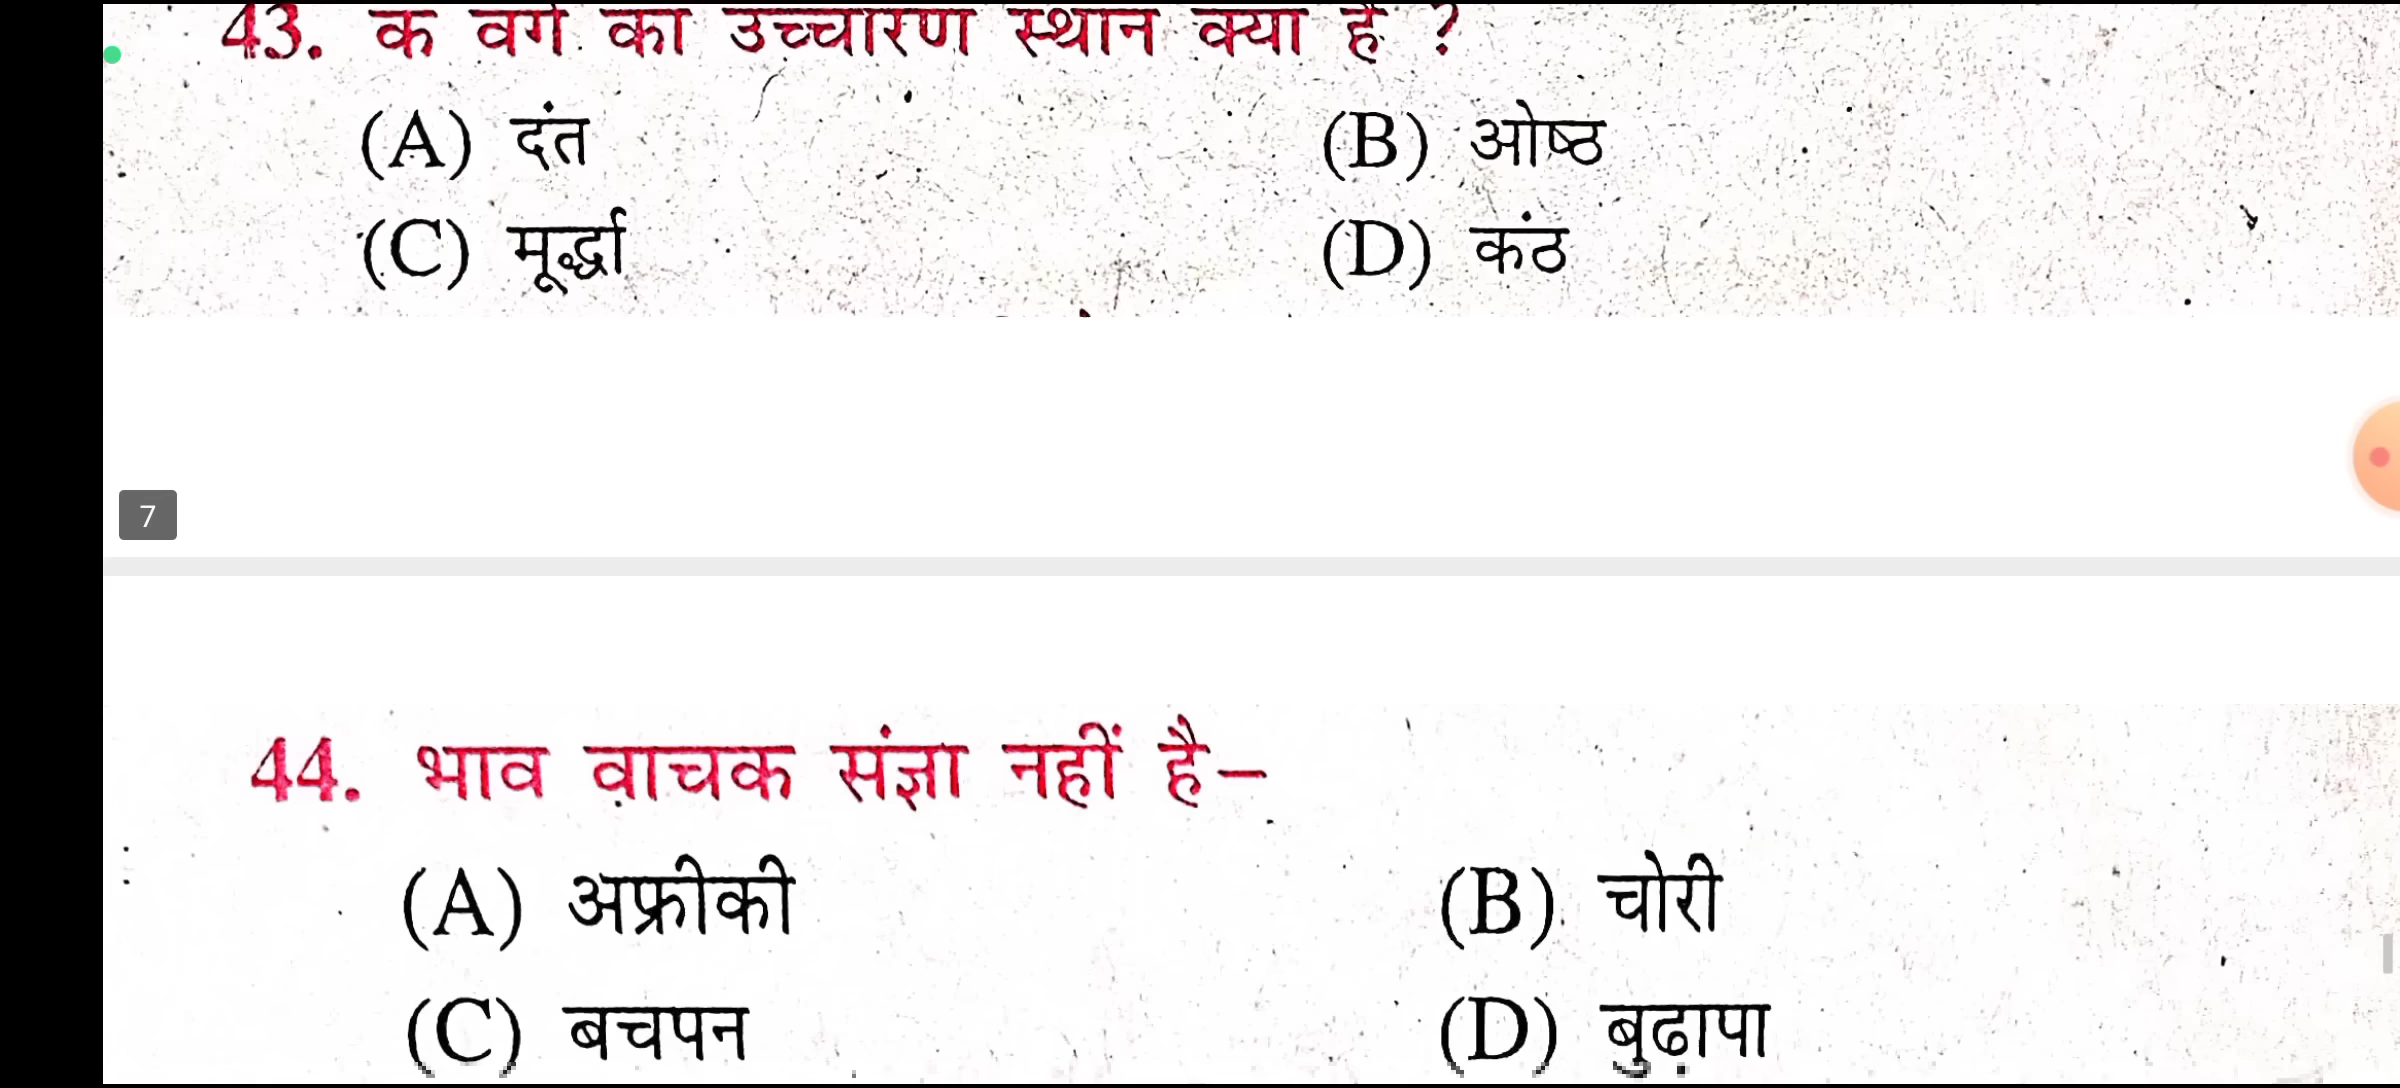 43. क वर्ग का उच्चारण स्थान क्या है ?
(A) दंत (B) ओष्ठ
(C) मूर्द्धा (D) कंठ
7
44. भाव वाचक संज्ञा नहीं है–
(A) अफ्रीकी (B) चोरी
(C) बचपन (D) बुढ़ापा